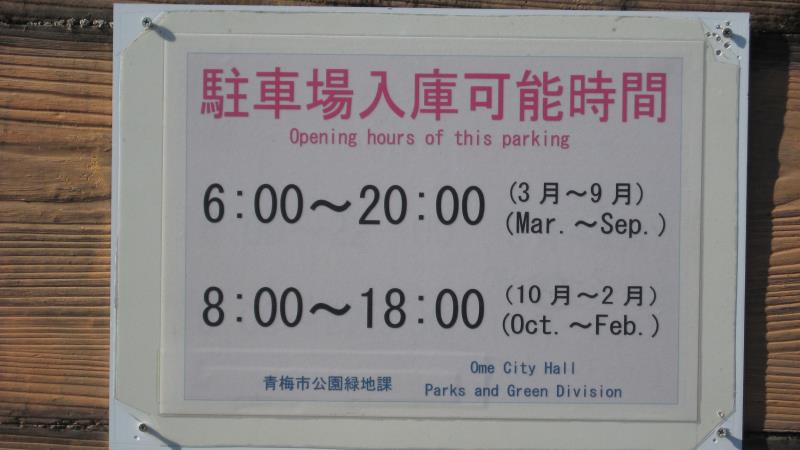 駐車場入庫可能時間
Opening hours of this parking
6:00～20:00 (3月～9月)
(Mar.～Sep.)
8:00～18:00 (10月～2月)
(Oct.～Feb.)
青梅市公園緑地課
Ome City Hall
Parks and Green Division